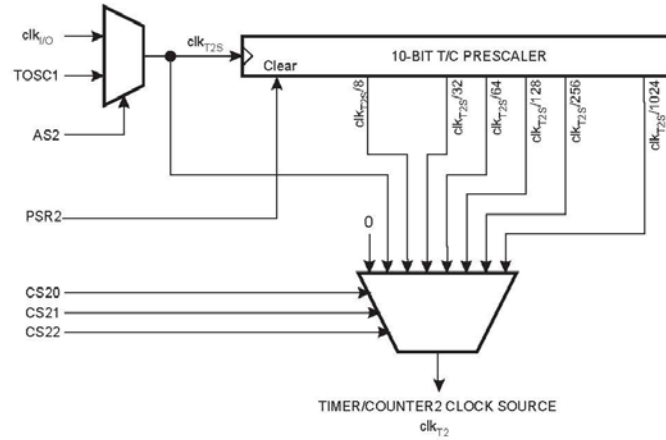 clkI/O
TOSC1
AS2
PSR2
CS20
CS21
CS22
clkT2S
Clear
10-BIT T/C PRESCALER
clkT2S/8
clkT2S/32
clkT2S/64
clkT2S/128
clkT2S/256
clkT2S/1024
0
TIMER/COUNTER2 CLOCK SOURCE
clkT2